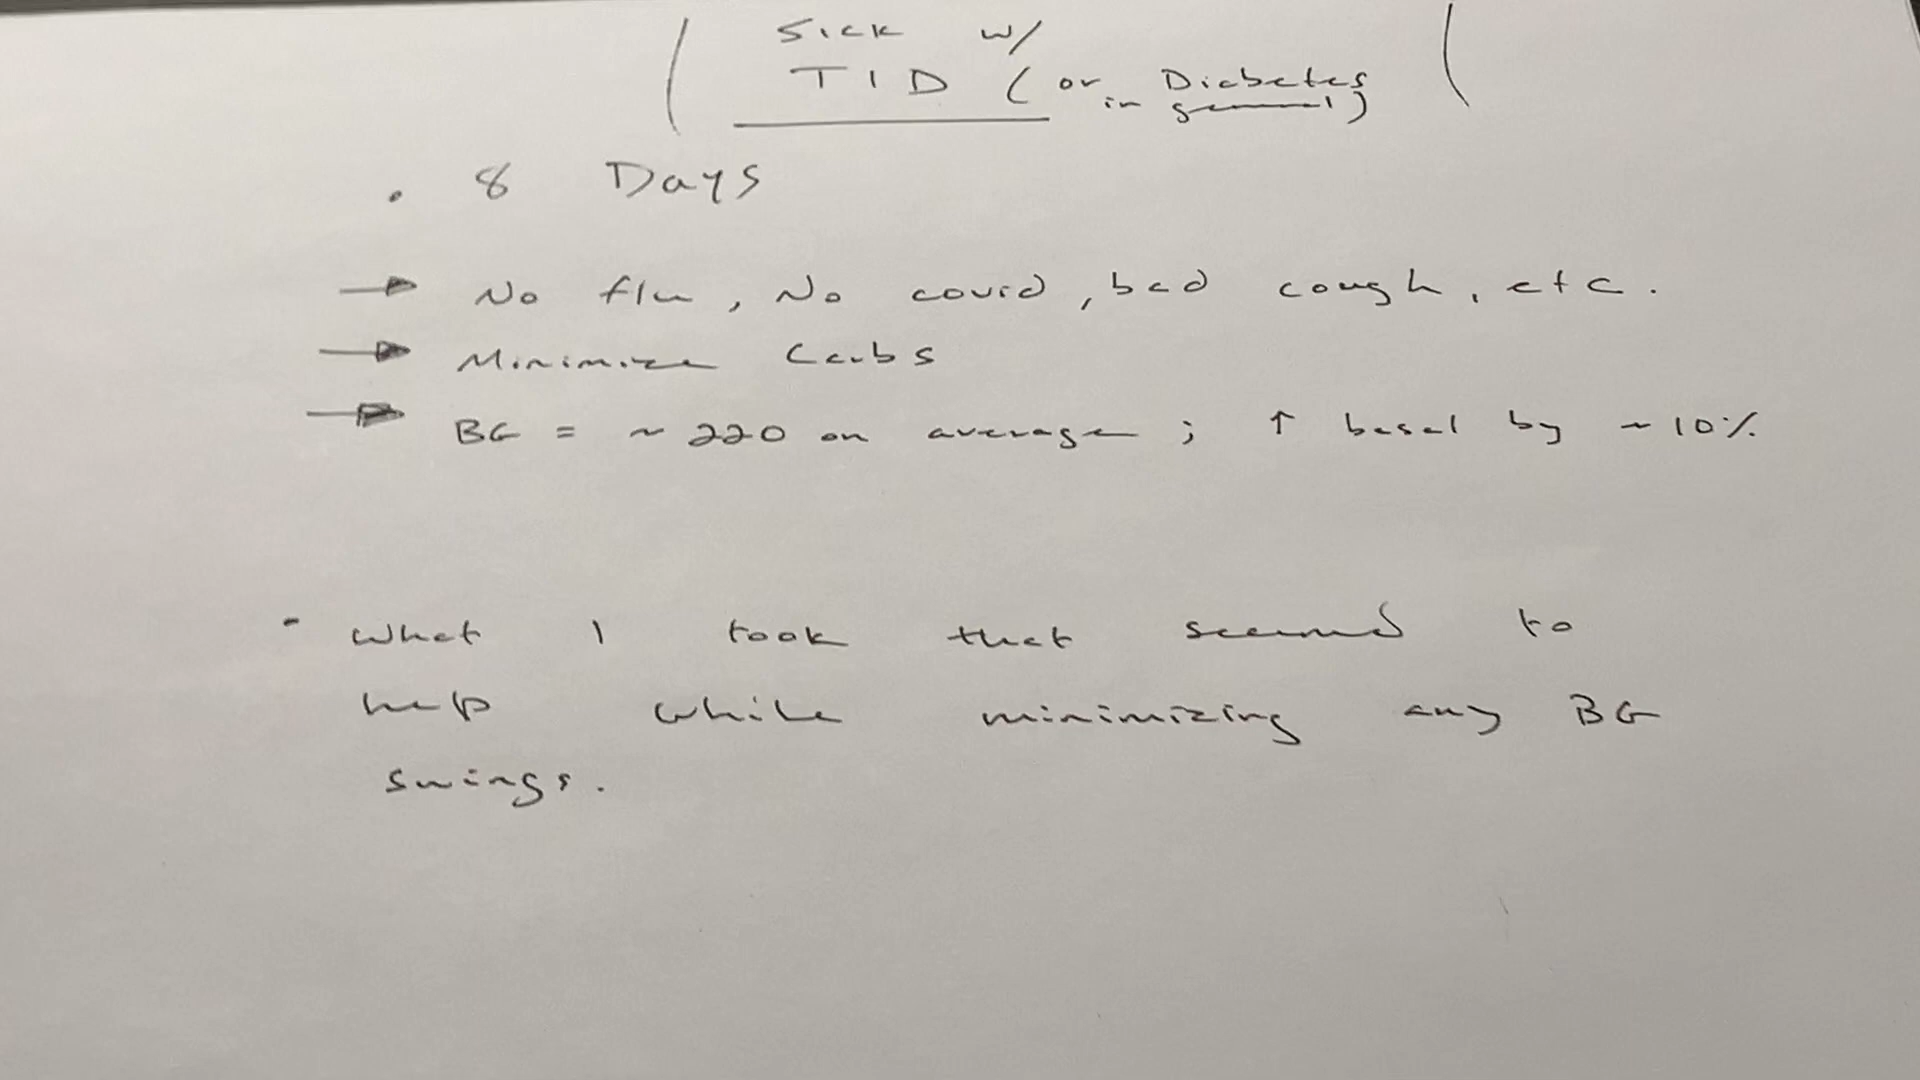 Sick w/
T1D (or Diabetes
in general)
. 8 Days
→ No flu, No covid, bad cough, etc.
→ Minimize Carbs
→ BG = ~ 220 on average ; ↑ basal by ~ 10%
- What I took that seemed to
help while minimizing any BG
swings.